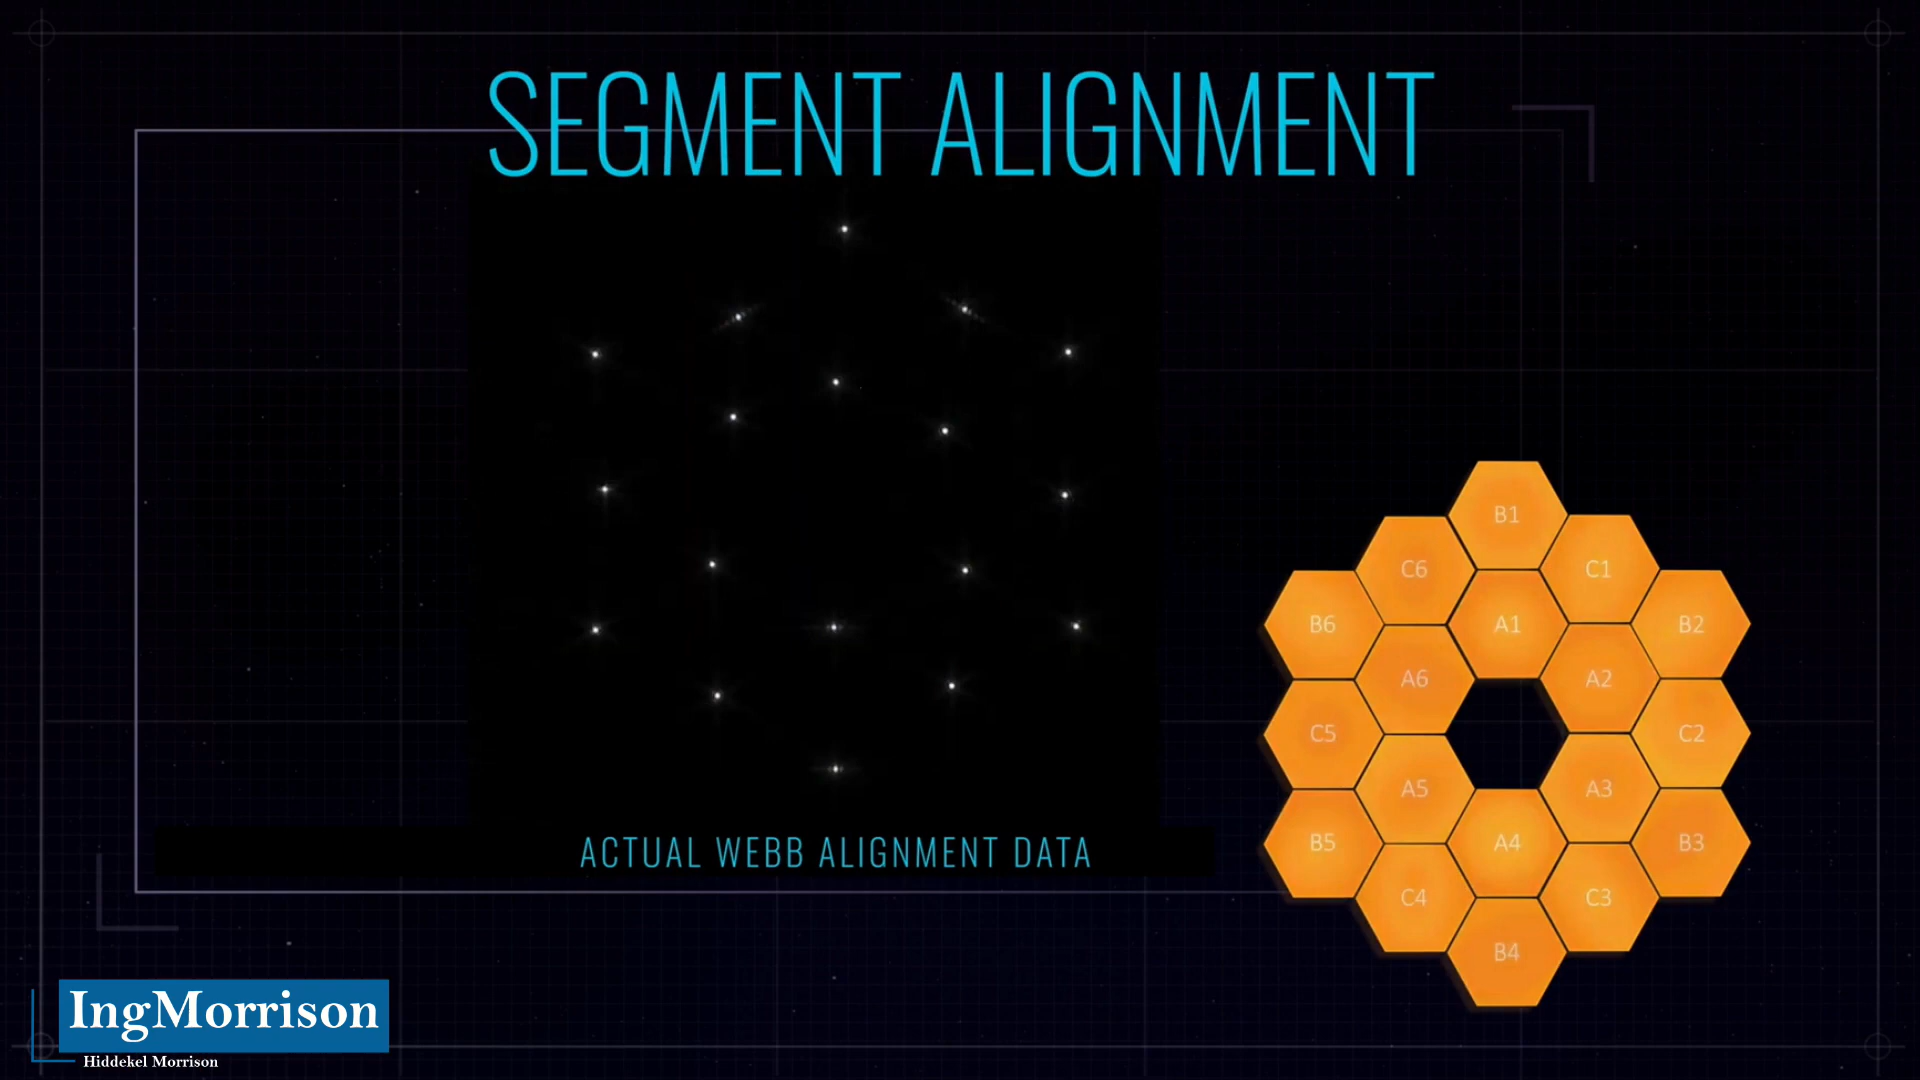 SEGMENT ALIGNMENT
B1
C6
C1
B6
A1
B2
A6
A2
C5
C2
A5
A3
B5
A4
B3
C4
C3
B4
ACTUAL WEBB ALIGNMENT DATA
IngMorrison
Hiddekel Morrison